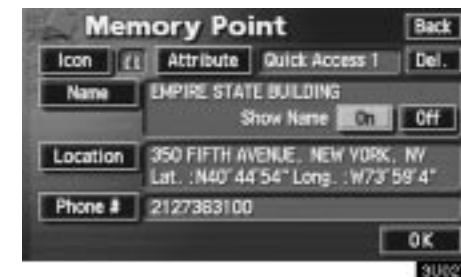 Memory Point Back
Icon Attribute Quick Access 1 Del.
Name EMPIRE STATE BUILDING
Show Name On Off
Location 350 FIFTH AVENUE, NEW YORK, NY
Lat. :N40°44'54" Long. :W73°59'4"
Phone # 2127363100
OK